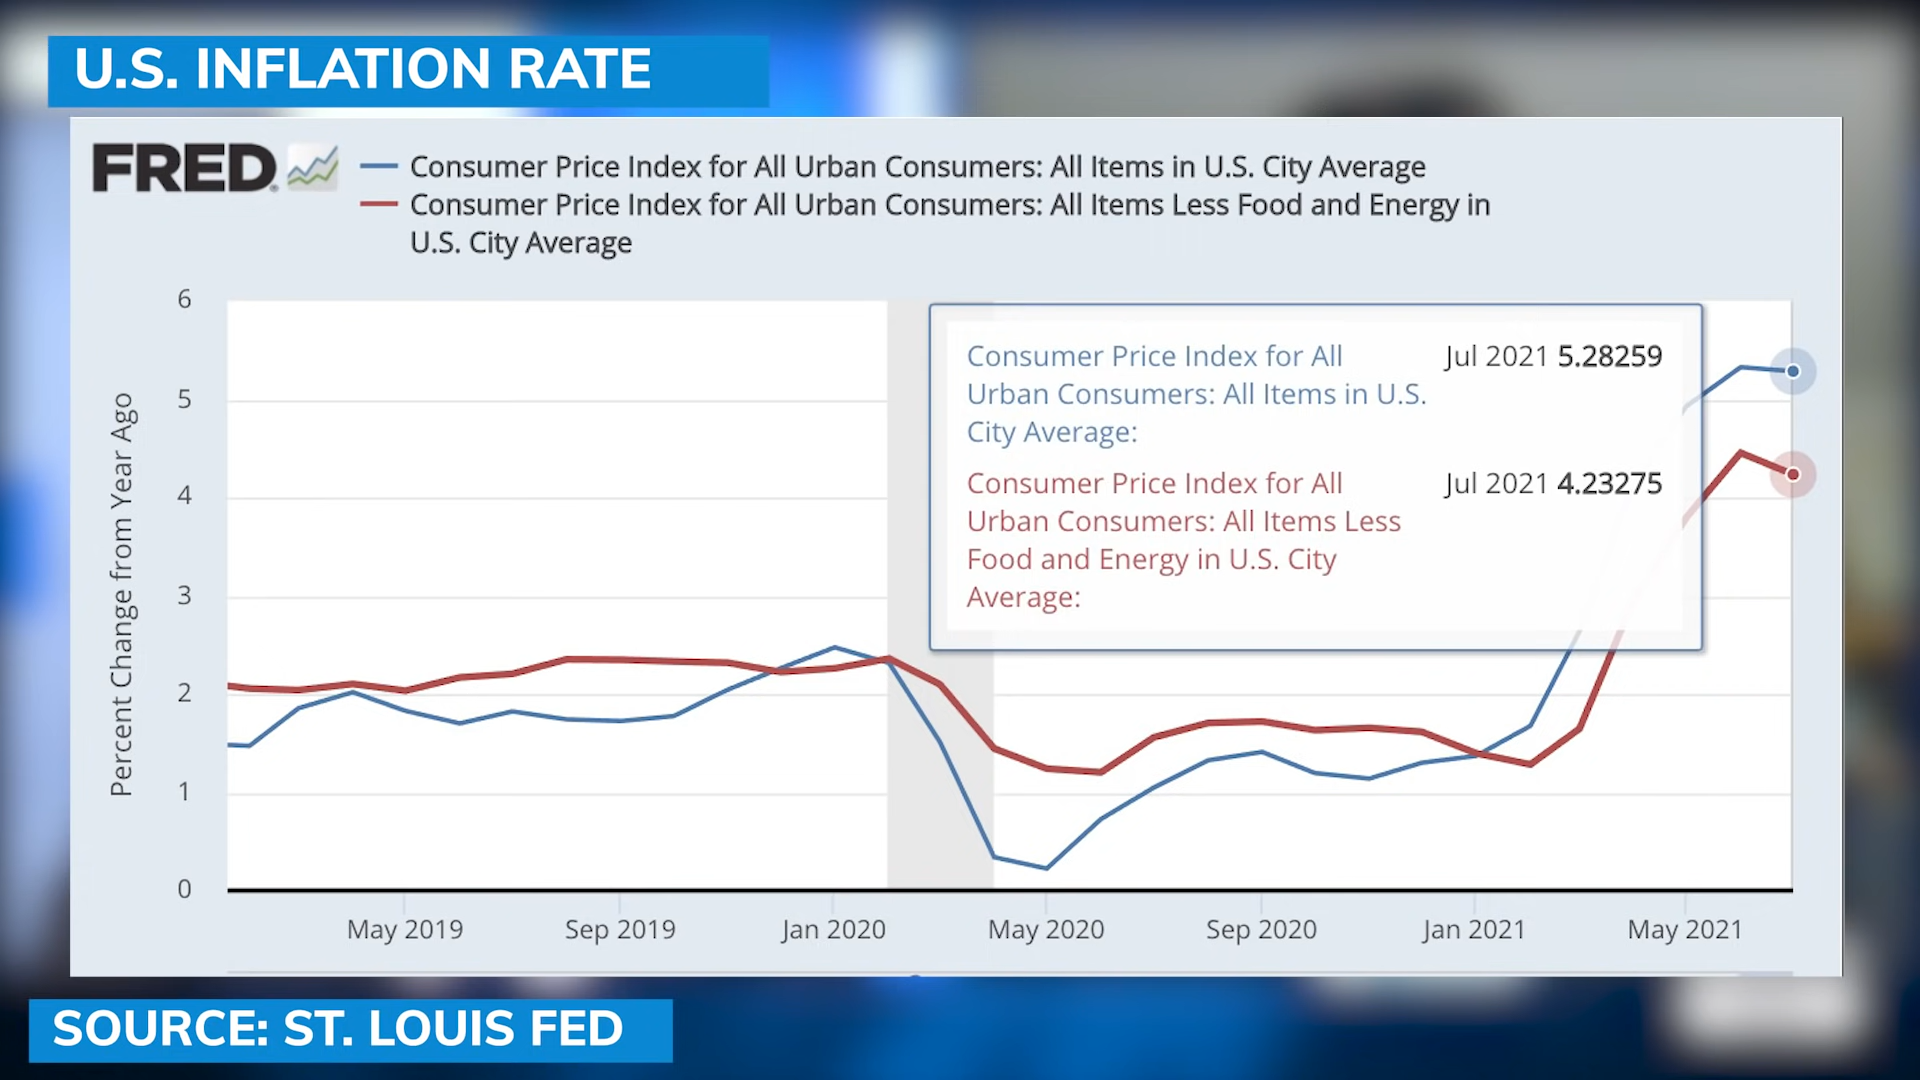 U.S. INFLATION RATE
FRED
Consumer Price Index for All Urban Consumers: All Items in U.S. City Average
Consumer Price Index for All Urban Consumers: All Items Less Food and Energy in
U.S. City Average
Percent Change from Year Ago
6
5
4
3
2
1
0
Consumer Price Index for All Jul 2021 5.28259
Urban Consumers: All Items in U.S.
City Average:
Consumer Price Index for All Jul 2021 4.23275
Urban Consumers: All Items Less
Food and Energy in U.S. City
Average:
May 2019 Sep 2019 Jan 2020 May 2020 Sep 2020 Jan 2021 May 2021
SOURCE: ST. LOUIS FED